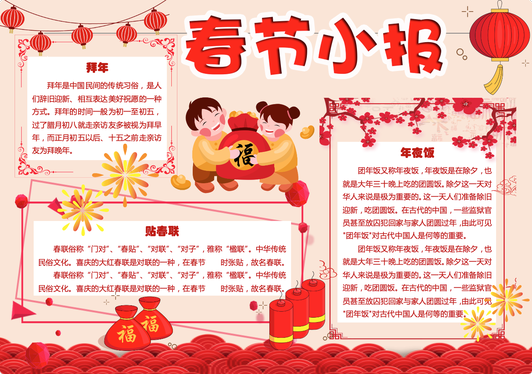 春节小报
拜年
拜年是中国民间的传统习俗，是人
们辞旧迎新、相互表达美好祝愿的一种
方式。拜年的时间一般为初一至初五，
过了腊月初八就走亲访友多被视为拜早
年，而正月初五以后、十五之前走亲访
友为拜晚年。
福
年夜饭
团年饭又称年夜饭，年夜饭是在除夕，也
就是大年三十晚上吃的团圆饭。除夕这一天对
华人来说是极为重要的。这一天人们准备除旧
迎新，吃团圆饭。在古代的中国，一些监狱官
员甚至放囚犯回家与家人团圆过年，由此可见
“团年饭”对古代中国人是何等的重要。
团年饭又称年夜饭，年夜饭是在除夕，也
就是大年三十晚上吃的团圆饭。除夕这一天对
华人来说是极为重要的。这一天人们准备除旧
迎新，吃团圆饭。在古代的中国，一些监狱官
员甚至放囚犯回家与家人团圆过年，由此可见
“团年饭”对古代中国人是何等的重要。
贴春联
春联俗称“门对”、“春贴”、“对联”、“对子”，雅称“楹联”。中华传统
民俗文化。喜庆的大红春联是对联的一种，在春节 时张贴，故名春联。
春联俗称“门对”、“春贴”、“对联”、“对子”，雅称“楹联”。中华传统
民俗文化。喜庆的大红春联是对联的一种，在春节 时张贴，故名春联。
福
福